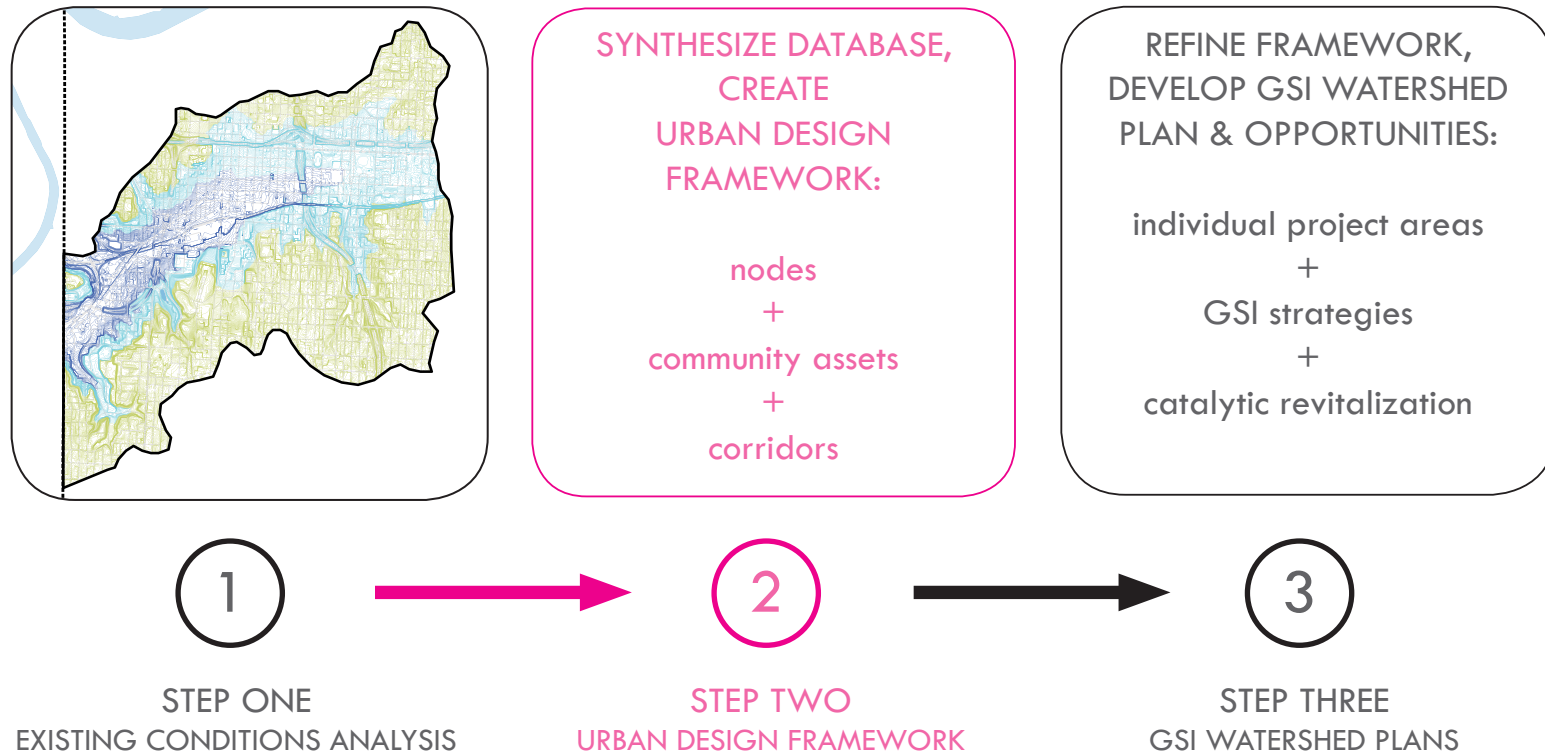 SYNTHESIZE DATABASE,
CREATE
URBAN DESIGN
FRAMEWORK:
nodes
+
community assets
+
corridors
REFINE FRAMEWORK,
DEVELOP GSI WATERSHED
PLAN & OPPORTUNITIES:
individual project areas
+
GSI strategies
+
catalytic revitalization
1
2
3
STEP ONE
EXISTING CONDITIONS ANALYSIS
STEP TWO
URBAN DESIGN FRAMEWORK
STEP THREE
GSI WATERSHED PLANS